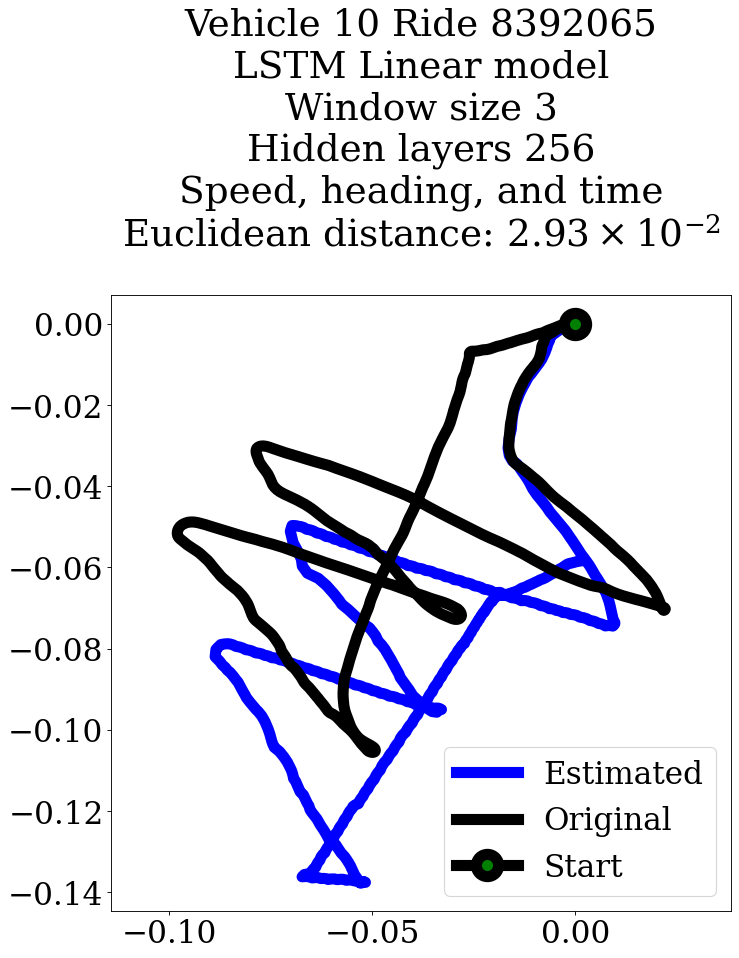 Vehicle 10 Ride 8392065
LSTM Linear model
Window size 3
Hidden layers 256
Speed, heading, and time
Euclidean distance: 2.93 × 10⁻²
0.00
−0.02
−0.04
−0.06
−0.08
−0.10
−0.12
−0.14
Estimated
Original
Start
−0.10 −0.05 0.00